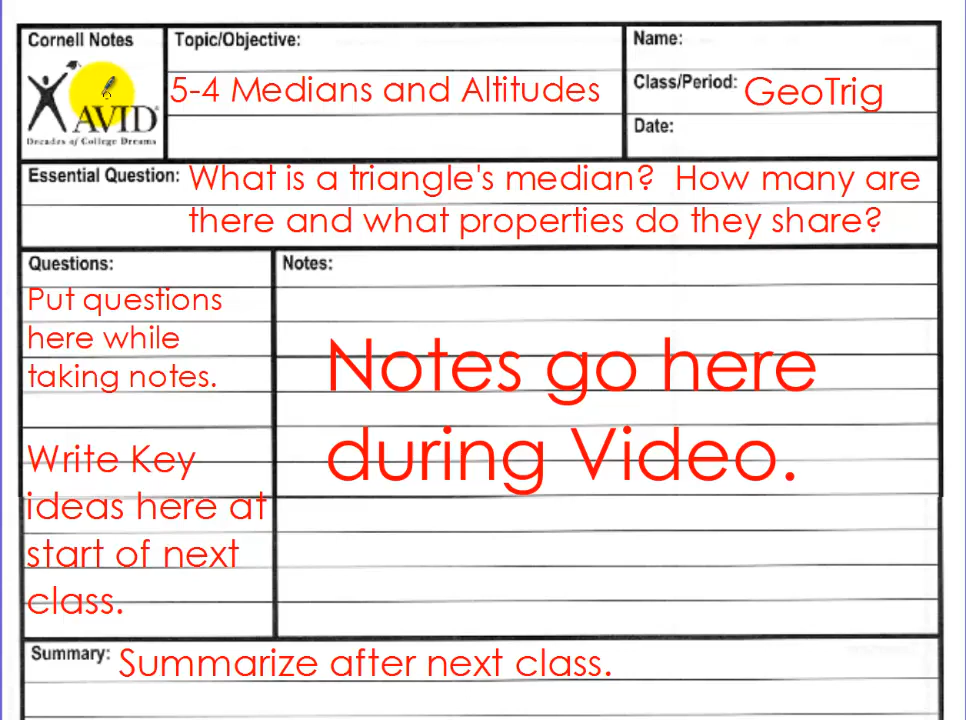 Cornell Notes
AVID
Decades of College Dreams
Topic/Objective:
5-4 Medians and Altitudes
Name:
Class/Period: GeoTrig
Date:
Essential Question: What is a triangle's median? How many are
there and what properties do they share?
Questions:
Put questions
here while
taking notes.
Write Key
ideas here at
start of next
class.
Notes:
Notes go here
during Video.
Summary: Summarize after next class.